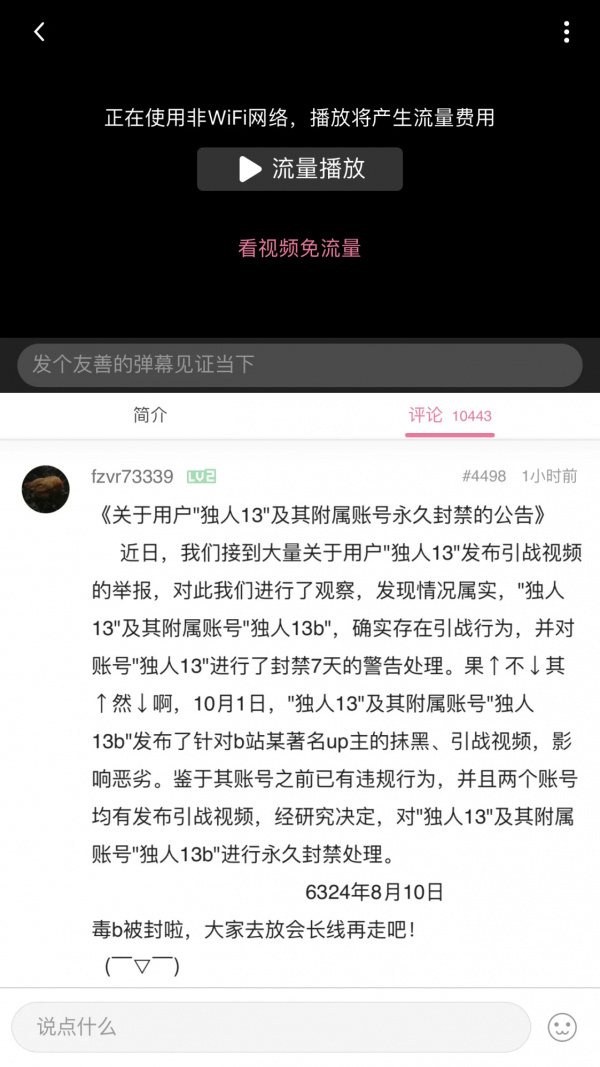 正在使用非WiFi网络，播放将产生流量费用
流量播放
看视频免流量
发个友善的弹幕见证当下
简介
评论 10443
fzvr73339 LV2 #4498 1小时前
《关于用户"独人13"及其附属账号永久封禁的公告》
近日，我们接到大量关于用户"独人13"发布引战视频
的举报，对此我们进行了观察，发现情况属实，"独人
13"及其附属账号"独人13b"，确实存在引战行为，并对
账号"独人13"进行了封禁7天的警告处理。果↑不↓其
↑然↓啊，10月1日，"独人13"及其附属账号"独人
13b"发布了针对b站某著名up主的抹黑、引战视频，影
响恶劣。鉴于其账号之前已有违规行为，并且两个账号
均有发布引战视频，经研究决定，对"独人13"及其附属
账号"独人13b"进行永久封禁处理。
6324年8月10日
毒b被封啦，大家去放会长线再走吧！
(￣▽￣)
说点什么